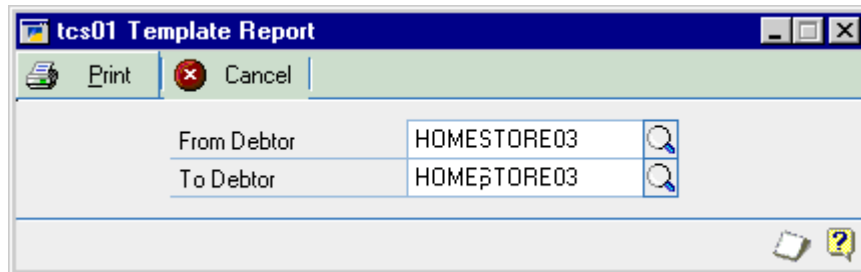 tcs01 Template Report
Print Cancel
From Debtor HOMESTORE03
To Debtor HOMESTORE03